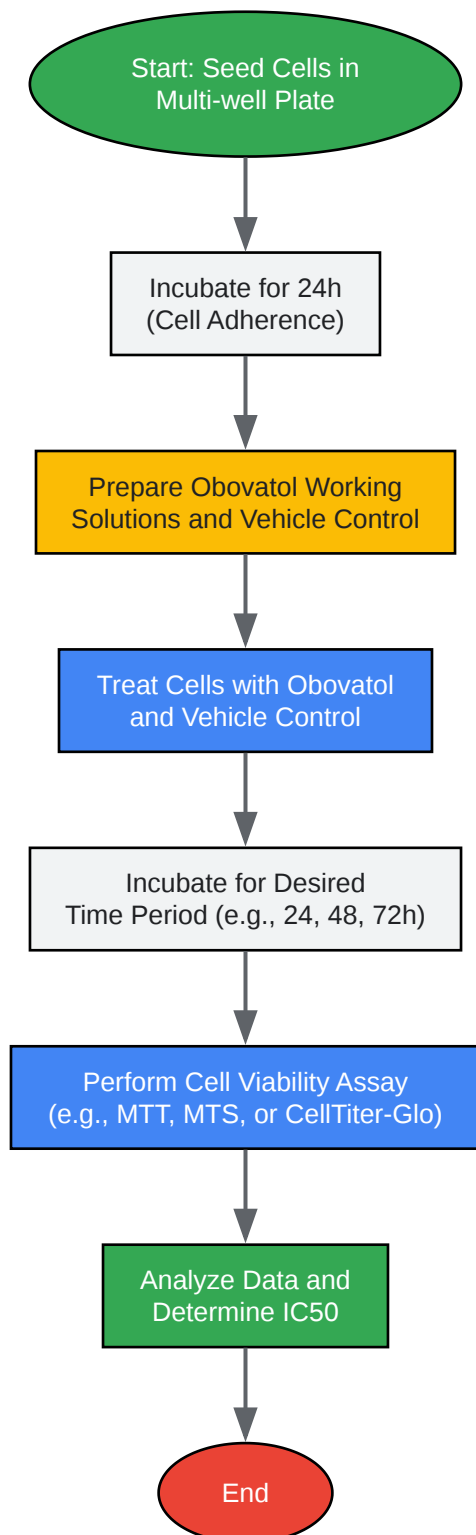 Start: Seed Cells in
Multi-well Plate
Incubate for 24h
(Cell Adherence)
Prepare Obovatol Working
Solutions and Vehicle Control
Treat Cells with Obovatol
and Vehicle Control
Incubate for Desired
Time Period (e.g., 24, 48, 72h)
Perform Cell Viability Assay
(e.g., MTT, MTS, or CellTiter-Glo)
Analyze Data and
Determine IC50
End